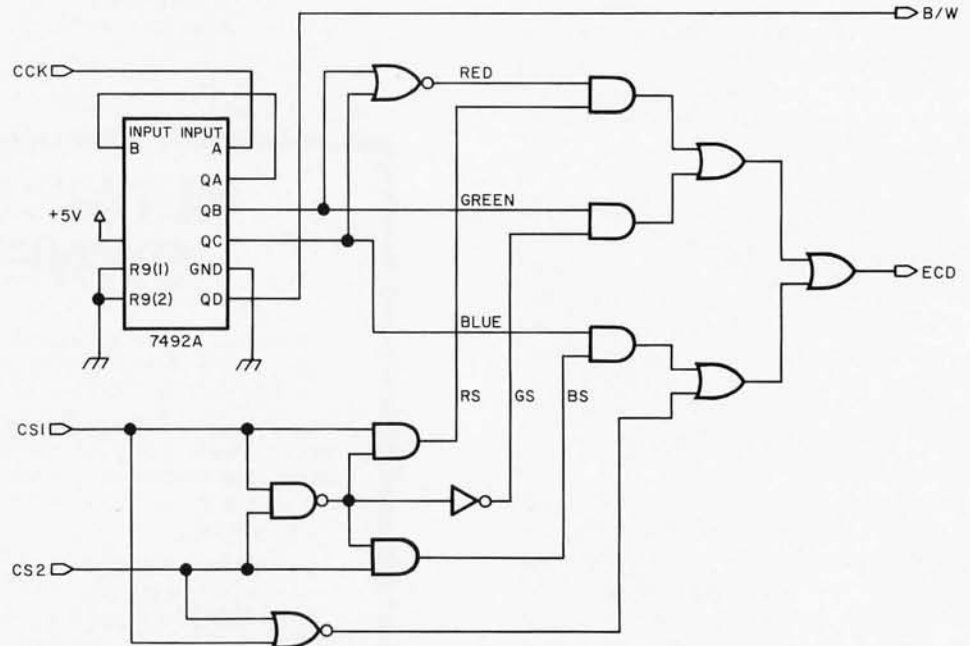 B/W
CCK
RED
INPUT INPUT
B A
QA
GREEN
QB
+5V
QC
R9(1) GND
ECD
R9(2) QD
BLUE
7492A
RS GS BS
CS1
CS2